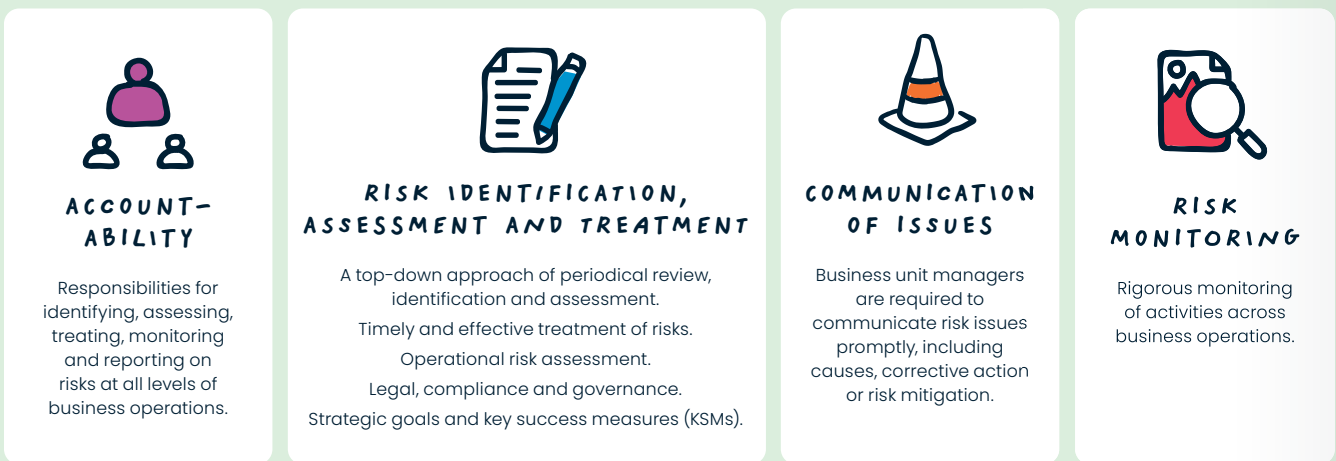 ACCOUNT-
ABILITY
Responsibilities for
identifying, assessing,
treating, monitoring
and reporting on
risks at all levels of
business operations.
RISK IDENTIFICATION,
ASSESSMENT AND TREATMENT
A top-down approach of periodical review,
identification and assessment.
Timely and effective treatment of risks.
Operational risk assessment.
Legal, compliance and governance.
Strategic goals and key success measures (KSMs).
COMMUNICATION
OF ISSUES
Business unit managers
are required to
communicate risk issues
promptly, including
causes, corrective action
or risk mitigation.
RISK
MONITORING
Rigorous monitoring
of activities across
business operations.